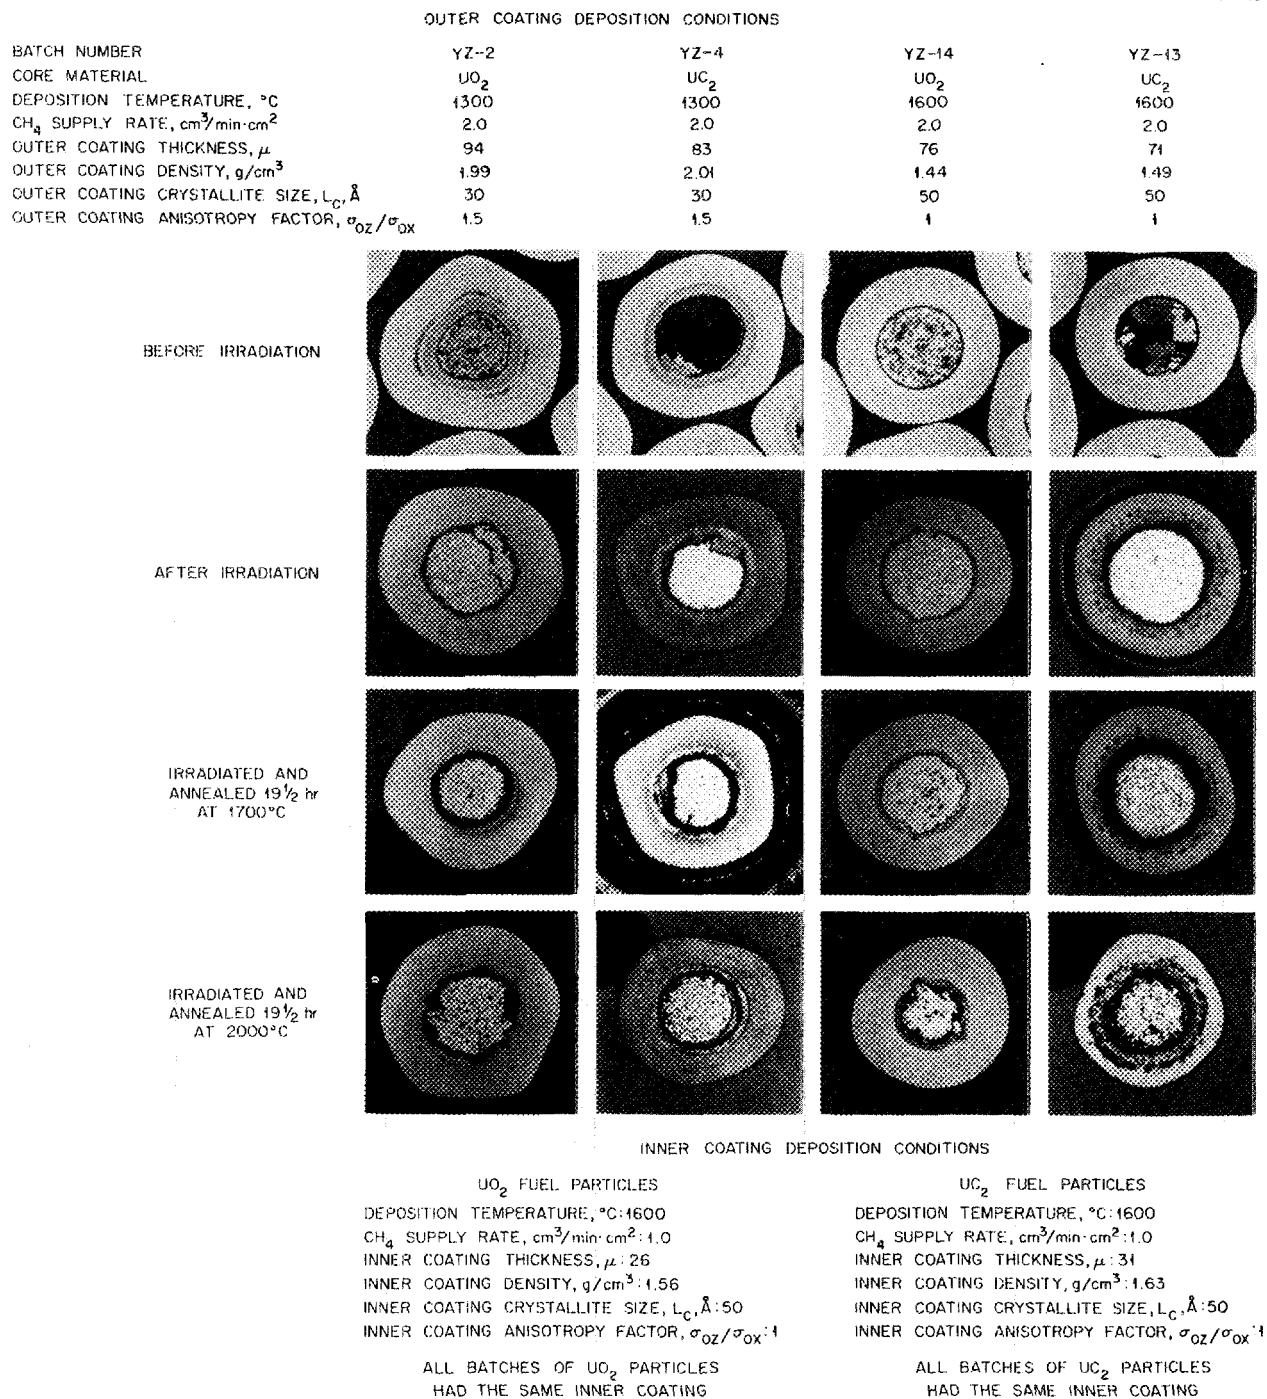 OUTER COATING DEPOSITION CONDITIONS
BATCH NUMBER YZ-2 YZ-4 YZ-14 YZ-13
CORE MATERIAL UO2 UC2 UO2 UC2
DEPOSITION TEMPERATURE, °C 1300 1300 1600 1600
CH4 SUPPLY RATE, cm³/min·cm² 2.0 2.0 2.0 2.0
OUTER COATING THICKNESS, μ 94 83 76 71
OUTER COATING DENSITY, g/cm³ 1.99 2.01 1.44 1.49
OUTER COATING CRYSTALLITE SIZE, LC, Å 30 30 50 50
OUTER COATING ANISOTROPY FACTOR, σOZ/σOX 1.5 1.5 1 1
BEFORE IRRADIATION
AFTER IRRADIATION
IRRADIATED AND
ANNEALED 19½ hr
AT 1700°C
IRRADIATED AND
ANNEALED 19½ hr
AT 2000°C
INNER COATING DEPOSITION CONDITIONS
UO2 FUEL PARTICLES
DEPOSITION TEMPERATURE, °C:1600
CH4 SUPPLY RATE, cm³/min·cm²:1.0
INNER COATING THICKNESS, μ:26
INNER COATING DENSITY, g/cm³:1.56
INNER COATING CRYSTALLITE SIZE, LC, Å:50
INNER COATING ANISOTROPY FACTOR, σOZ/σOX:1
ALL BATCHES OF UO2 PARTICLES
HAD THE SAME INNER COATING
UC2 FUEL PARTICLES
DEPOSITION TEMPERATURE, °C:1600
CH4 SUPPLY RATE, cm³/min·cm²:1.0
INNER COATING THICKNESS, μ:31
INNER COATING DENSITY, g/cm³:1.63
INNER COATING CRYSTALLITE SIZE, LC, Å:50
INNER COATING ANISOTROPY FACTOR, σOZ/σOX:1
ALL BATCHES OF UC2 PARTICLES
HAD THE SAME INNER COATING